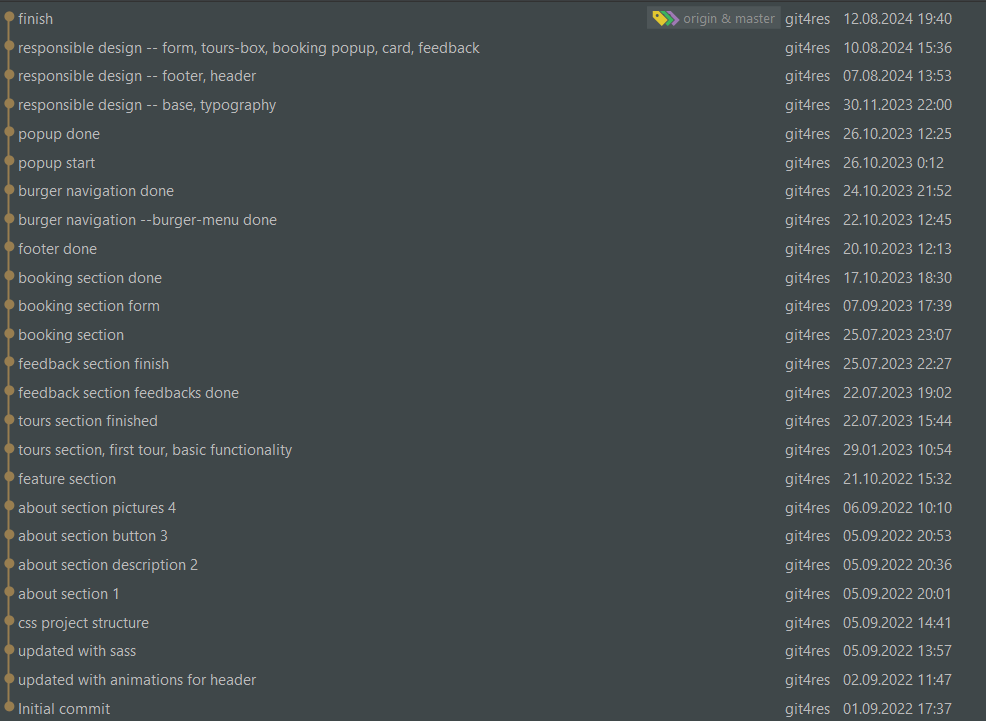 finish origin & master git4res 12.08.2024 19:40
responsible design -- form, tours-box, booking popup, card, feedback git4res 10.08.2024 15:36
responsible design -- footer, header git4res 07.08.2024 13:53
responsible design -- base, typography git4res 30.11.2023 22:00
popup done git4res 26.10.2023 12:25
popup start git4res 26.10.2023 0:12
burger navigation done git4res 24.10.2023 21:52
burger navigation --burger-menu done git4res 22.10.2023 12:45
footer done git4res 20.10.2023 12:13
booking section done git4res 17.10.2023 18:30
booking section form git4res 07.09.2023 17:39
booking section git4res 25.07.2023 23:07
feedback section finish git4res 25.07.2023 22:27
feedback section feedbacks done git4res 22.07.2023 19:02
tours section finished git4res 22.07.2023 15:44
tours section, first tour, basic functionality git4res 29.01.2023 10:54
feature section git4res 21.10.2022 15:32
about section pictures 4 git4res 06.09.2022 10:10
about section button 3 git4res 05.09.2022 20:53
about section description 2 git4res 05.09.2022 20:36
about section 1 git4res 05.09.2022 20:01
css project structure git4res 05.09.2022 14:41
updated with sass git4res 05.09.2022 13:57
updated with animations for header git4res 02.09.2022 11:47
Initial commit git4res 01.09.2022 17:37